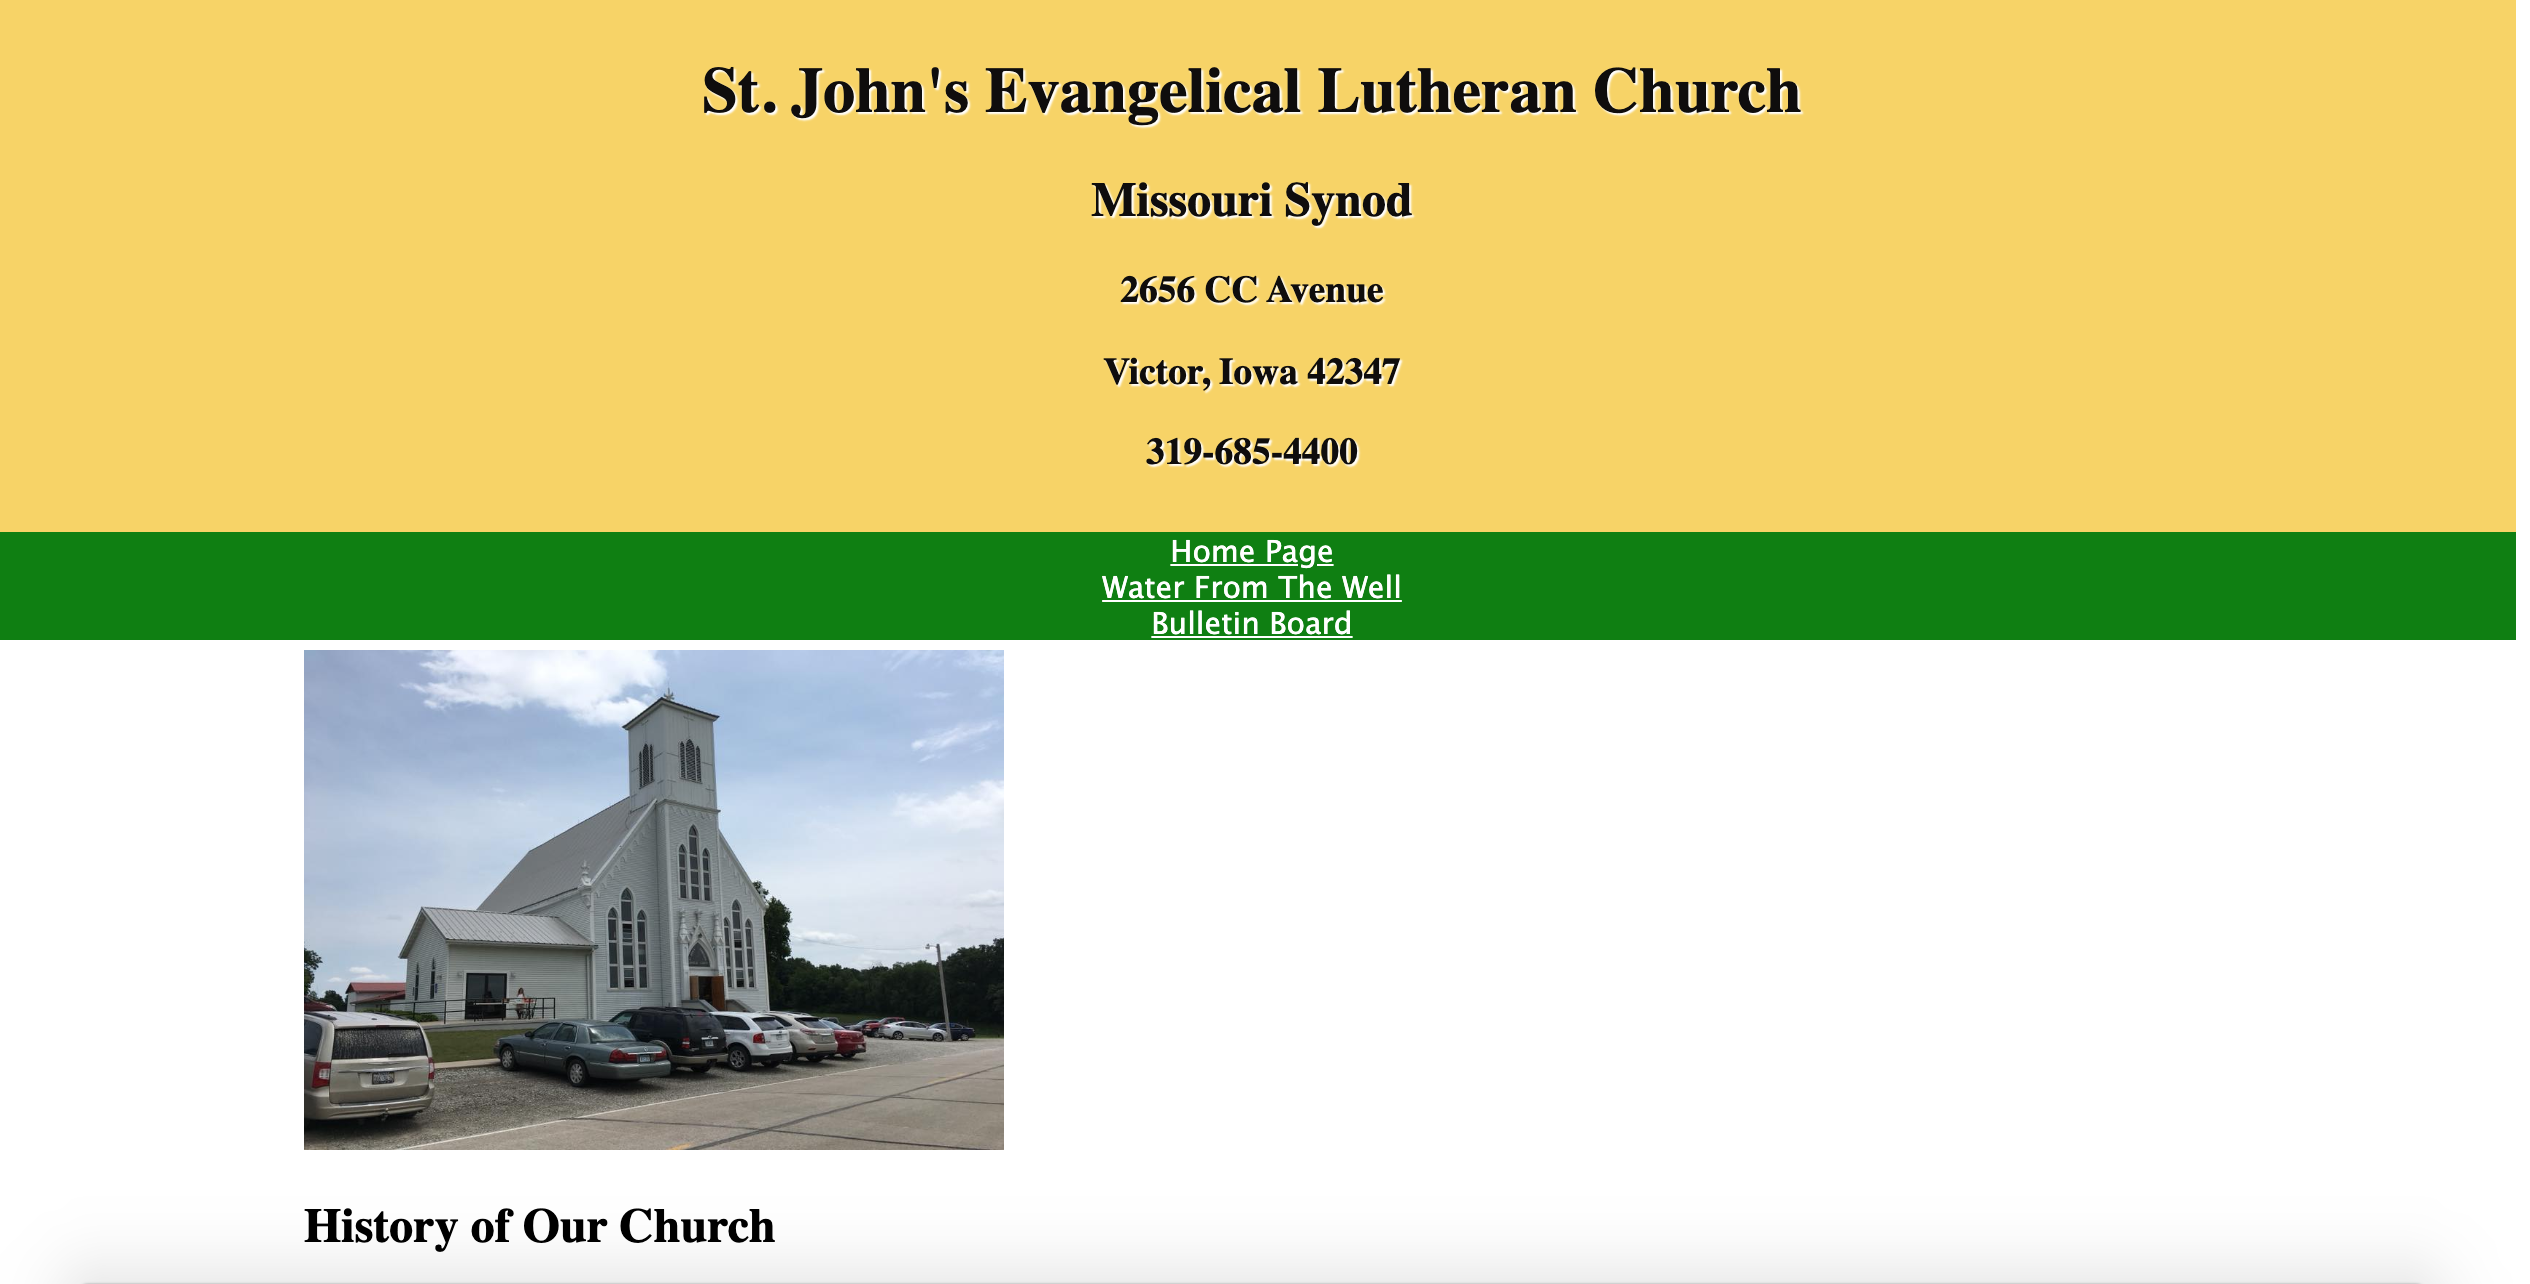 St. John's Evangelical Lutheran Church
Missouri Synod
2656 CC Avenue
Victor, Iowa 42347
319-685-4400
Home Page
Water From The Well
Bulletin Board
History of Our Church